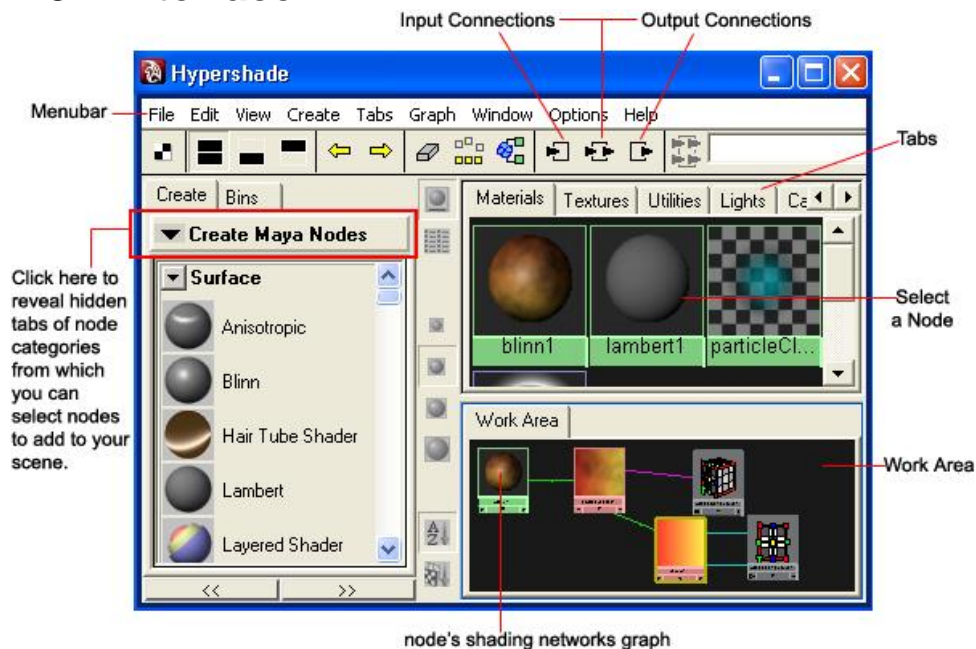 Input Connections
Output Connections
Hypershade
Menubar
File Edit View Create Tabs Graph Window Options Help
Tabs
Create Bins
Materials Textures Utilities Lights Ca
Create Maya Nodes
Click here to
reveal hidden
tabs of node
categories
from which
you can
select nodes
to add to your
scene.
Surface
Anisotropic
Blinn
Hair Tube Shader
Lambert
Layered Shader
<< >>
Select
a Node
blinn1 lambert1 particleCl...
Work Area
Work Area
A
Z
node's shading networks graph